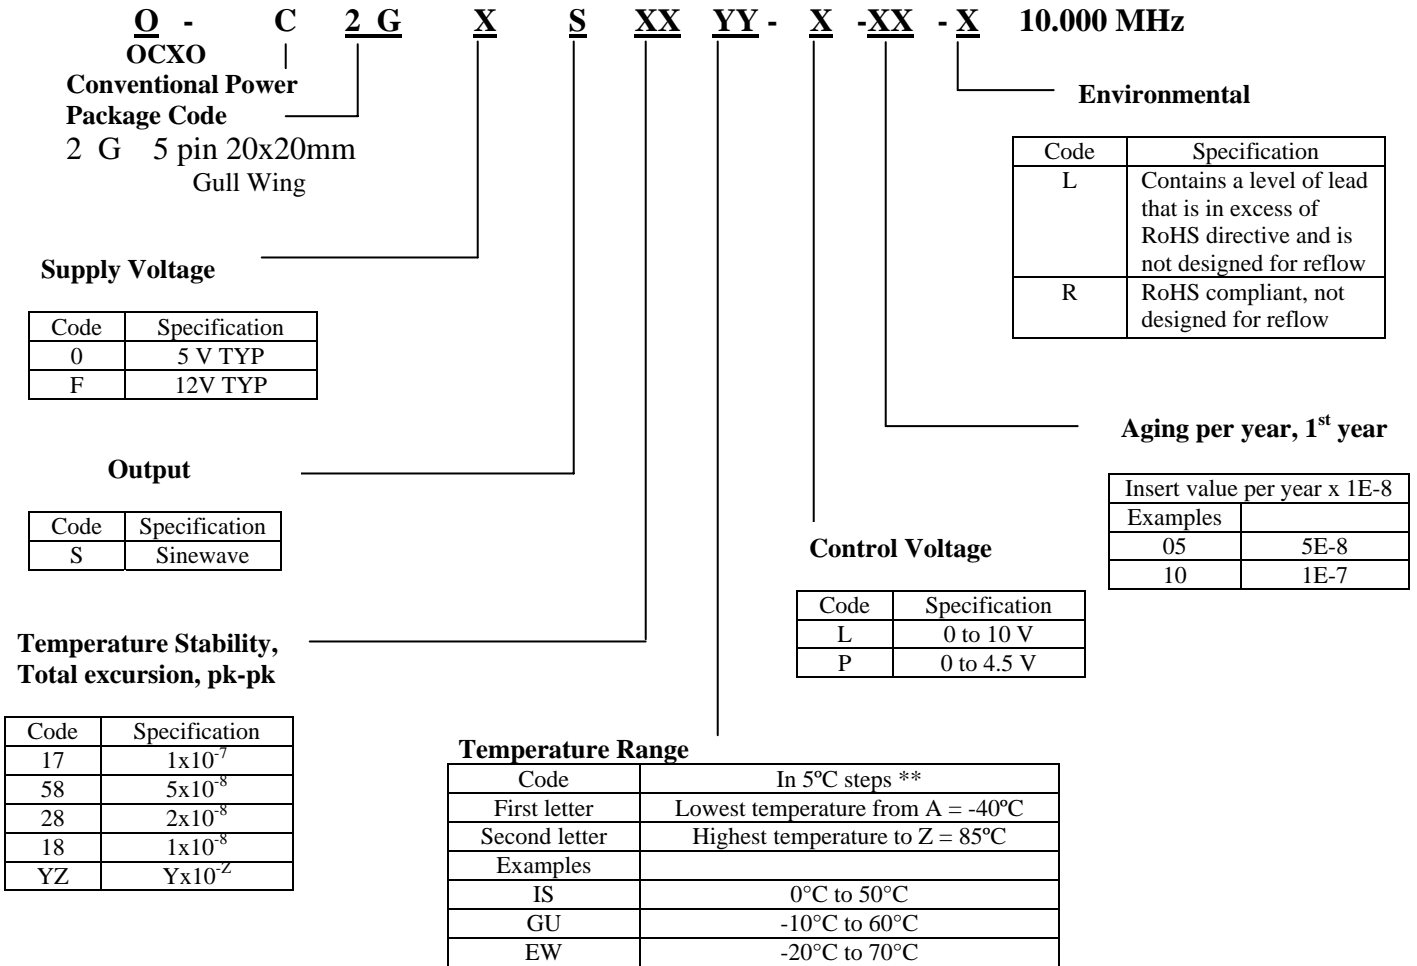 O - C 2 G X S XX YY - X -XX - X 10.000 MHz
OCXO
Conventional Power
Package Code
2 G 5 pin 20x20mm
Gull Wing
Environmental
Code Specification
L Contains a level of lead
that is in excess of
RoHS directive and is
not designed for reflow
R RoHS compliant, not
designed for reflow
Supply Voltage
Code Specification
0 5 V TYP
F 12V TYP
Aging per year, 1st year
Insert value per year x 1E-8
Examples
05 5E-8
10 1E-7
Output
Code Specification
S Sinewave
Control Voltage
Code Specification
L 0 to 10 V
P 0 to 4.5 V
Temperature Stability,
Total excursion, pk-pk
Code Specification
17 1x10-7
58 5x10-8
28 2x10-8
18 1x10-8
YZ Yx10-Z
Temperature Range
Code In 5ºC steps **
First letter Lowest temperature from A = -40ºC
Second letter Highest temperature to Z = 85ºC
Examples
IS 0°C to 50°C
GU -10°C to 60°C
EW -20°C to 70°C